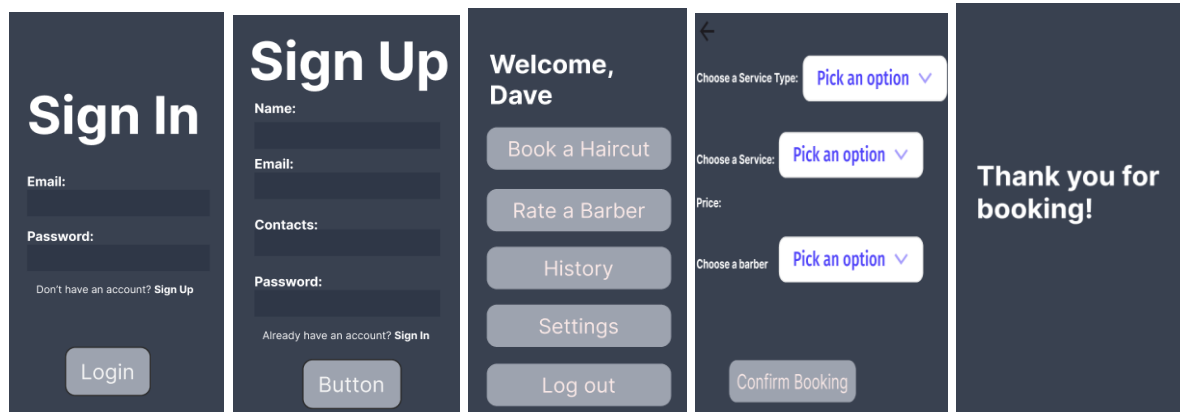 Sign In
Email:
Password:
Don't have an account? Sign Up
Login
Sign Up
Name:
Email:
Contacts:
Password:
Already have an account? Sign In
Button
Welcome,
Dave
Book a Haircut
Rate a Barber
History
Settings
Log out
Choose a Service Type: Pick an option
Choose a Service: Pick an option
Price:
Choose a barber Pick an option
Confirm Booking
Thank you for
booking!